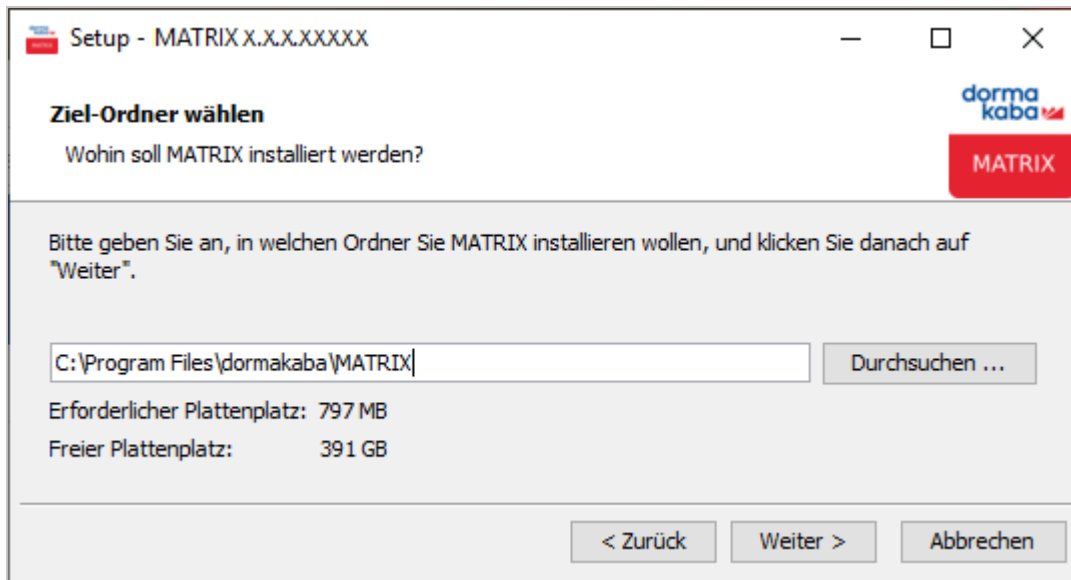 Setup - MATRIX X.X.X.XXXXX
Ziel-Ordner wählen
Wohin soll MATRIX installiert werden?
dorma
kaba
MATRIX
Bitte geben Sie an, in welchen Ordner Sie MATRIX installieren wollen, und klicken Sie danach auf
"Weiter".
C:\Program Files\dormakaba\MATRIX
Durchsuchen ...
Erforderlicher Plattenplatz: 797 MB
Freier Plattenplatz: 391 GB
< Zurück
Weiter >
Abbrechen